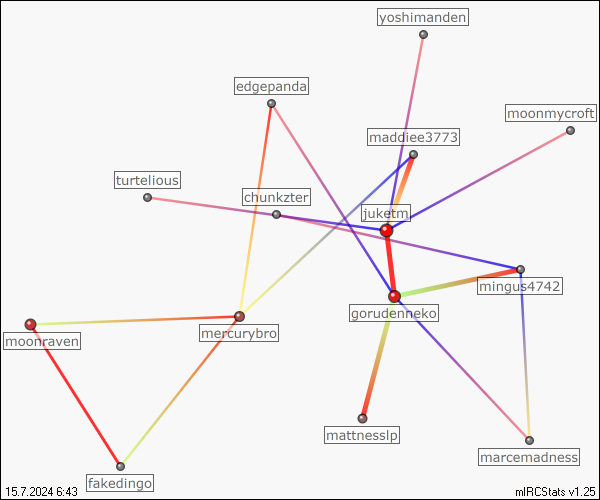 yoshimanden
edgepanda
moonmycroft
maddiee3773
turtelious
chunkzter
juketm
mingus4742
gorudenneko
mercurybro
moonraven
mattnesslp
marcemadness
fakedingo
15.7.2024 6:43
mIRCStats v1.25